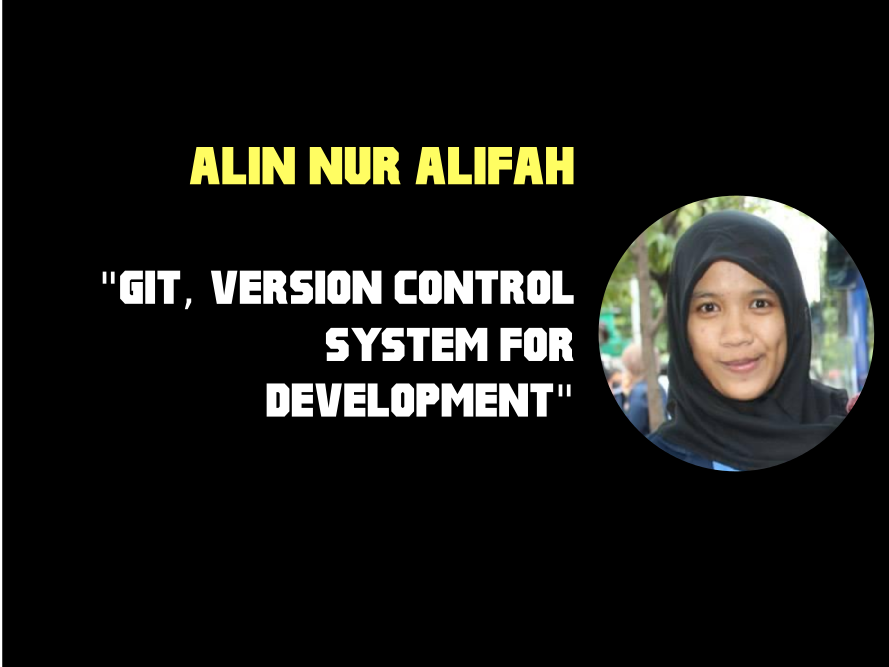 ALIN NUR ALIFAH
"GIT, VERSION CONTROL
SYSTEM FOR
DEVELOPMENT"